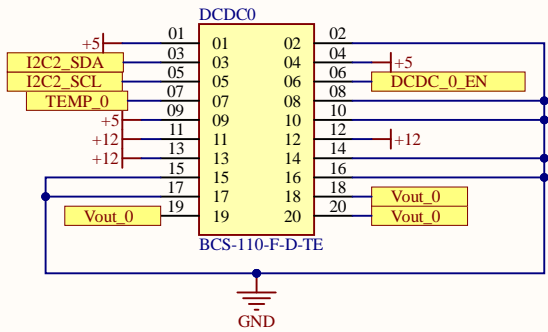 DCDC0
01 01 02 02
+5
03 03 04 04
I2C2_SDA +5
05 05 06 06
I2C2_SCL DCDC_0_EN
07 07 08 08
TEMP_0
09 09 10 10
+5
11 11 12 12
+12 +12
13 13 14 14
+12
15 15 16 16
17 17 18 18
Vout_0
19 19 20 20
Vout_0 Vout_0
BCS-110-F-D-TE
GND